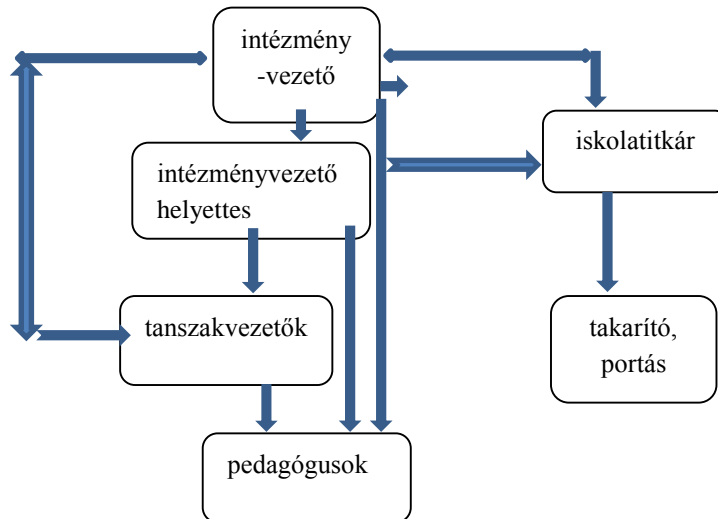 intézmény
-vezető
iskolatitkár
intézményvezető
helyettes
tanszakvezetők
takarító,
portás
pedagógusok